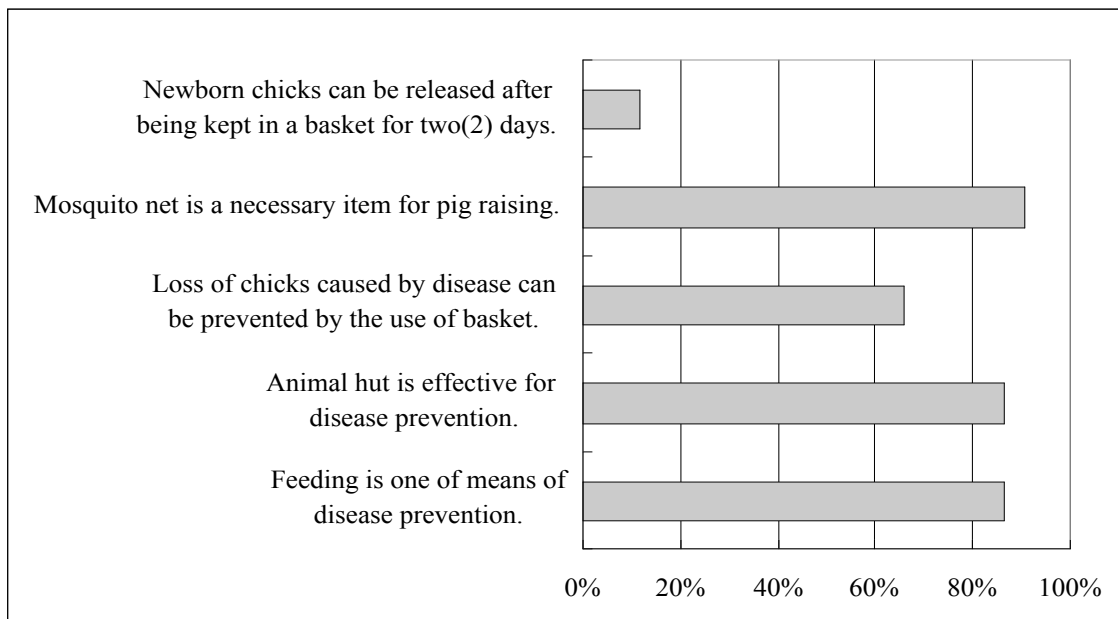 Newborn chicks can be released after
being kept in a basket for two(2) days.
Mosquito net is a necessary item for pig raising.
Loss of chicks caused by disease can
be prevented by the use of basket.
Animal hut is effective for
disease prevention.
Feeding is one of means of
disease prevention.
0% 20% 40% 60% 80% 100%